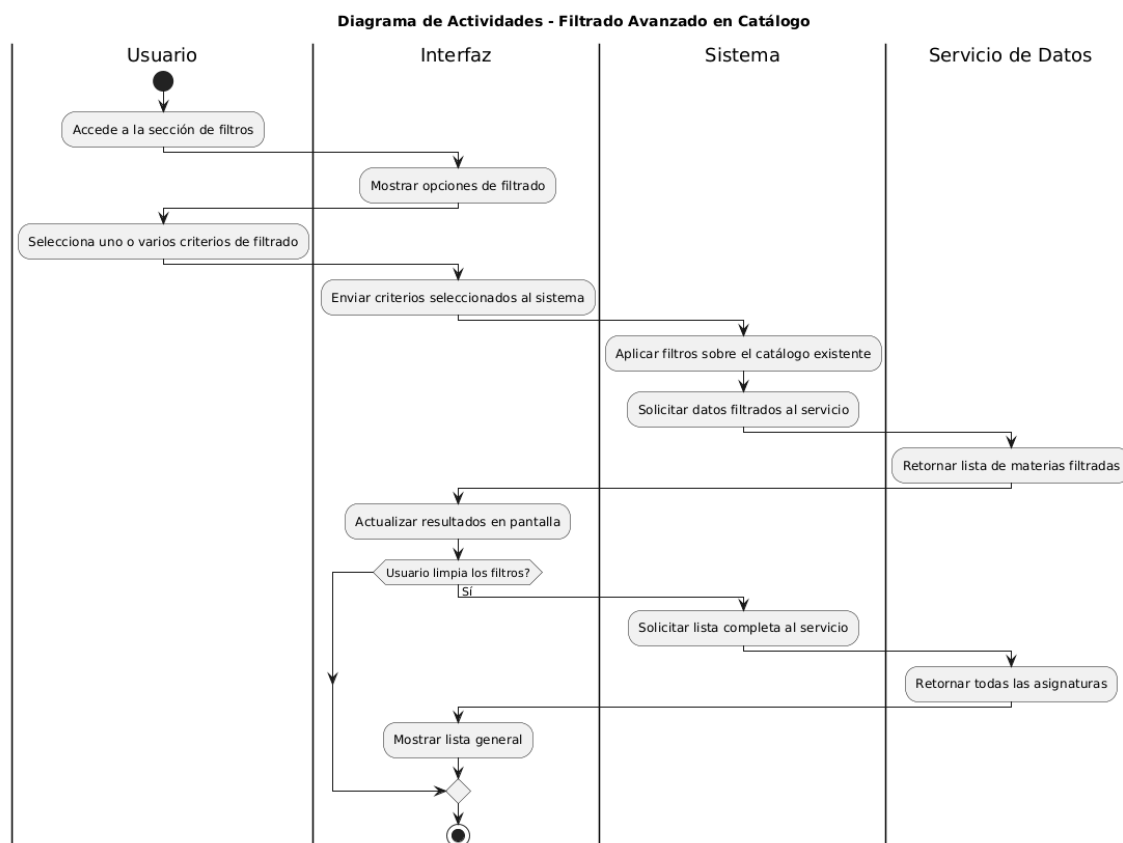 Diagrama de Actividades - Filtrado Avanzado en Catálogo
Usuario
Interfaz
Sistema
Servicio de Datos
Accede a la sección de filtros
Mostrar opciones de filtrado
Selecciona uno o varios criterios de filtrado
Enviar criterios seleccionados al sistema
Aplicar filtros sobre el catálogo existente
Solicitar datos filtrados al servicio
Retornar lista de materias filtradas
Actualizar resultados en pantalla
Usuario limpia los filtros?
Sí
Solicitar lista completa al servicio
Retornar todas las asignaturas
Mostrar lista general